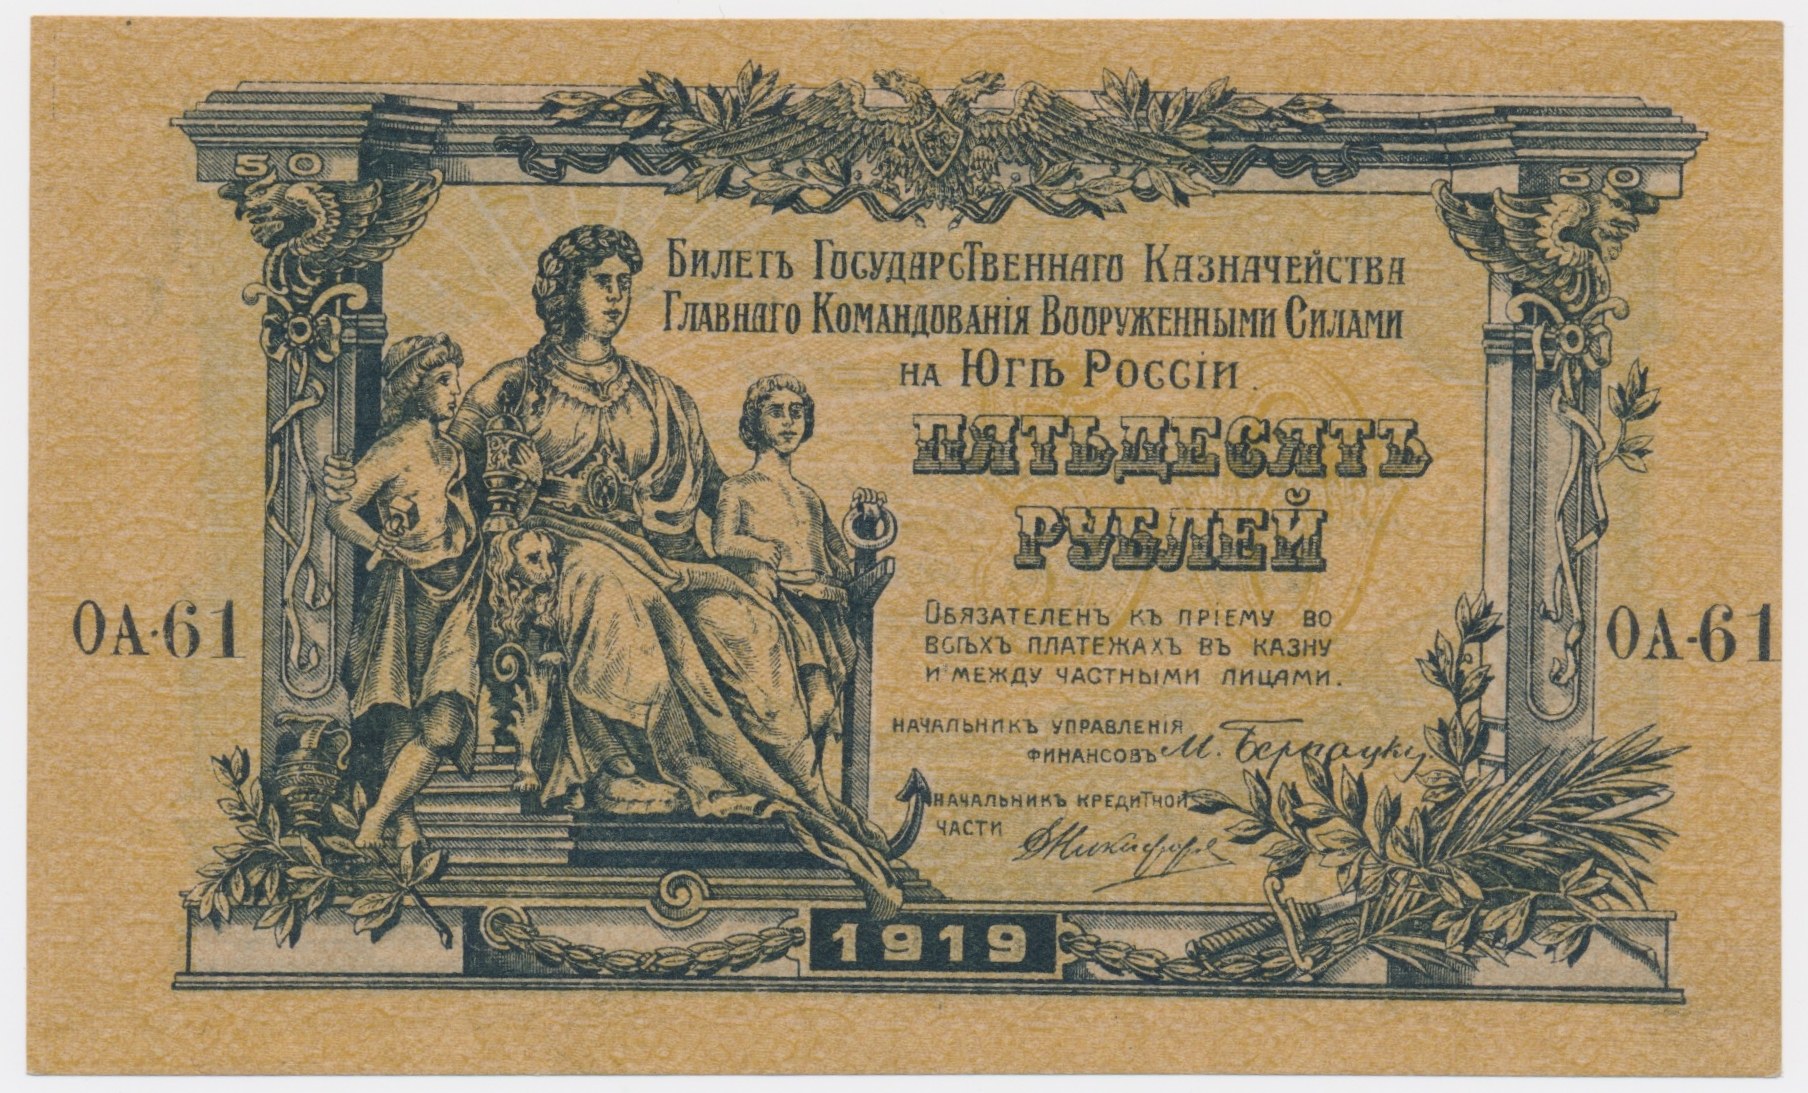 50
50
Билетъ Государственнаго Казначейства
Главнаго Командованія Вооруженными Силами
на Югѣ Россіи.
ПЯТЬДЕСЯТЪ
РУБЛЕЙ
ОА-61
ОА-61
Обязателенъ къ пріему во
всѣхъ платежахъ въ казну
и между частными лицами.
Начальникъ управленія
финансовъ М. Бернацкій
Начальникъ кредитной
части
1919